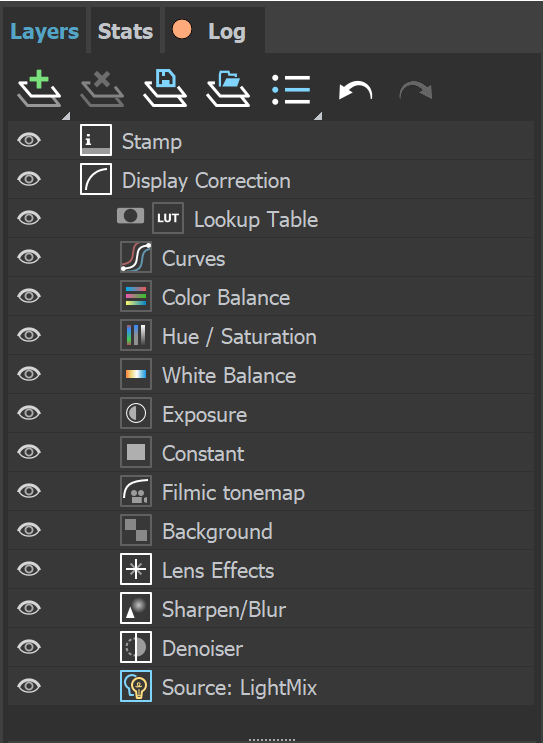 Layers Stats Log
Stamp
Display Correction
LUT Lookup Table
Curves
Color Balance
Hue / Saturation
White Balance
Exposure
Constant
Filmic tonemap
Background
Lens Effects
Sharpen/Blur
Denoiser
Source: LightMix